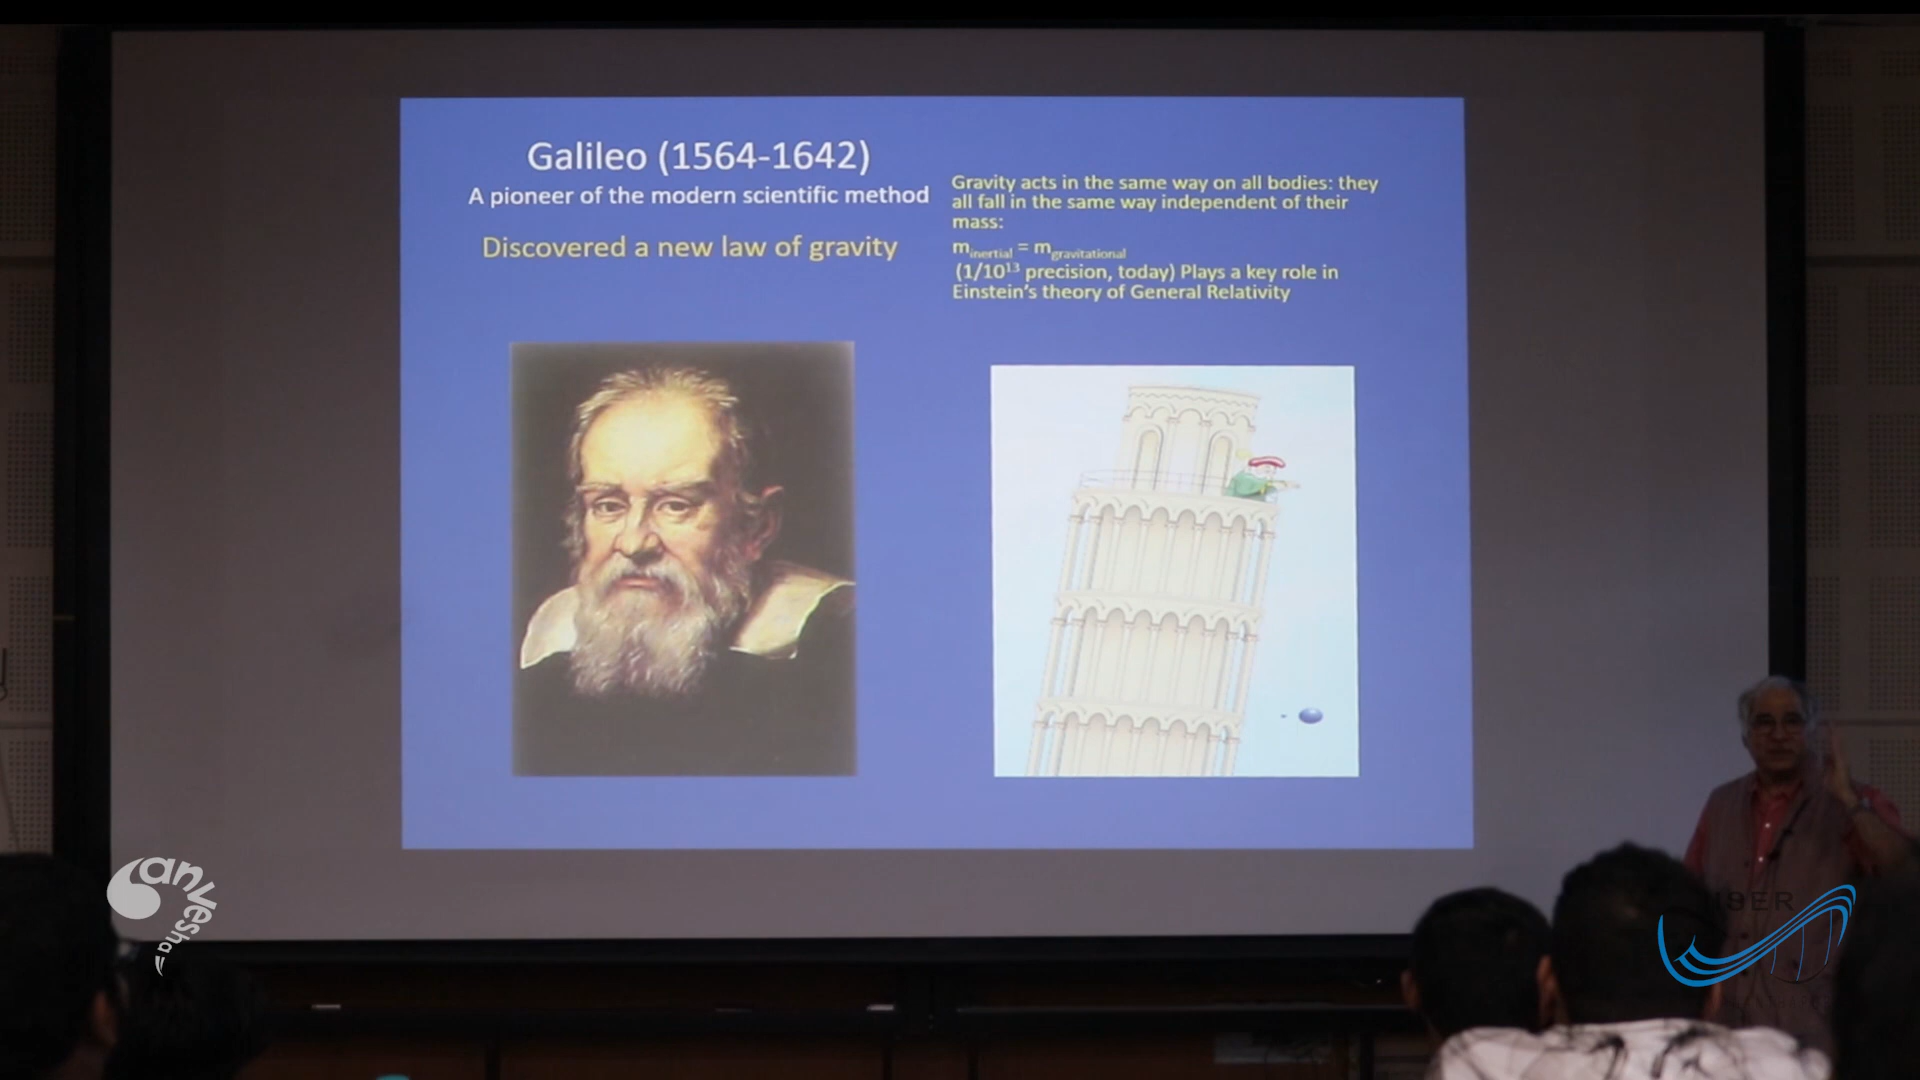 Galileo (1564-1642)
A pioneer of the modern scientific method
Discovered a new law of gravity
Gravity acts in the same way on all bodies: they
all fall in the same way independent of their
mass:
m_inertial = m_gravitational
(1/10¹³ precision, today) Plays a key role in
Einstein's theory of General Relativity
anvesha
IISER